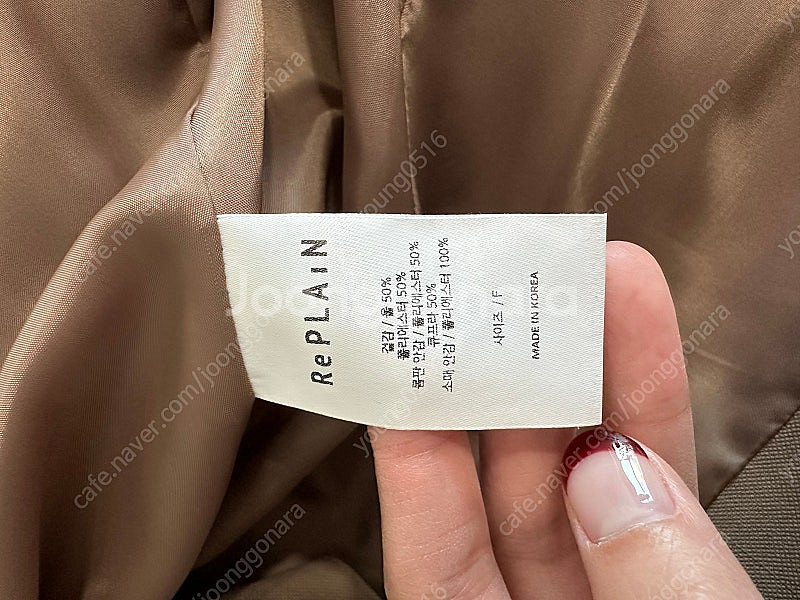 RePLAIN
겉감 / 울 50%
폴리에스터 50%
몸판 안감 / 폴리에스터 50%
큐프라 50%
소매 안감 / 폴리에스터 100%
사이즈 / F
MADE IN KOREA
Joonggonara
cafe.naver.com/joonggonara
young0516